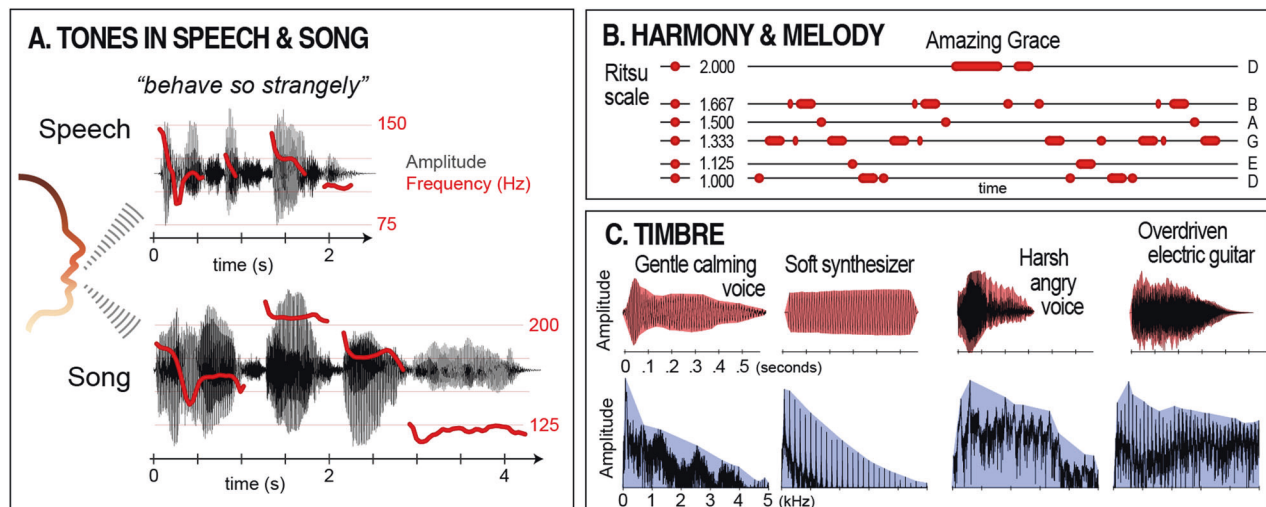 A. TONES IN SPEECH & SONG
“behave so strangely”
Speech
150
Amplitude
Frequency (Hz)
75
0 2
time (s)
200
Song
125
0 2 4
time (s)
B. HARMONY & MELODY
Amazing Grace
Ritsu
scale
2.000 D
1.667 B
1.500 A
1.333 G
1.125 E
1.000 D
time
C. TIMBRE
Gentle calming
voice
Soft synthesizer
Harsh
angry
voice
Overdriven
electric guitar
Amplitude
0 .1 .2 .3 .4 .5 (seconds)
Amplitude
0 1 2 3 4 5 (kHz)